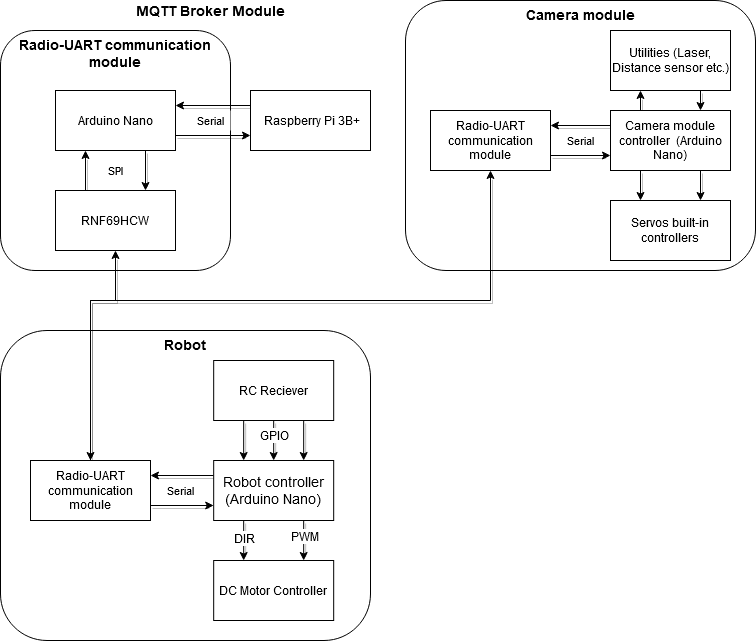 MQTT Broker Module
Radio-UART communication
module
Arduino Nano
Serial
Raspberry Pi 3B+
SPI
RNF69HCW
Camera module
Utilities (Laser,
Distance sensor etc.)
Radio-UART
communication
module
Serial
Camera module
controller (Arduino
Nano)
Servos built-in
controllers
Robot
RC Reciever
GPIO
Radio-UART
communication
module
Serial
Robot controller
(Arduino Nano)
DIR
PWM
DC Motor Controller